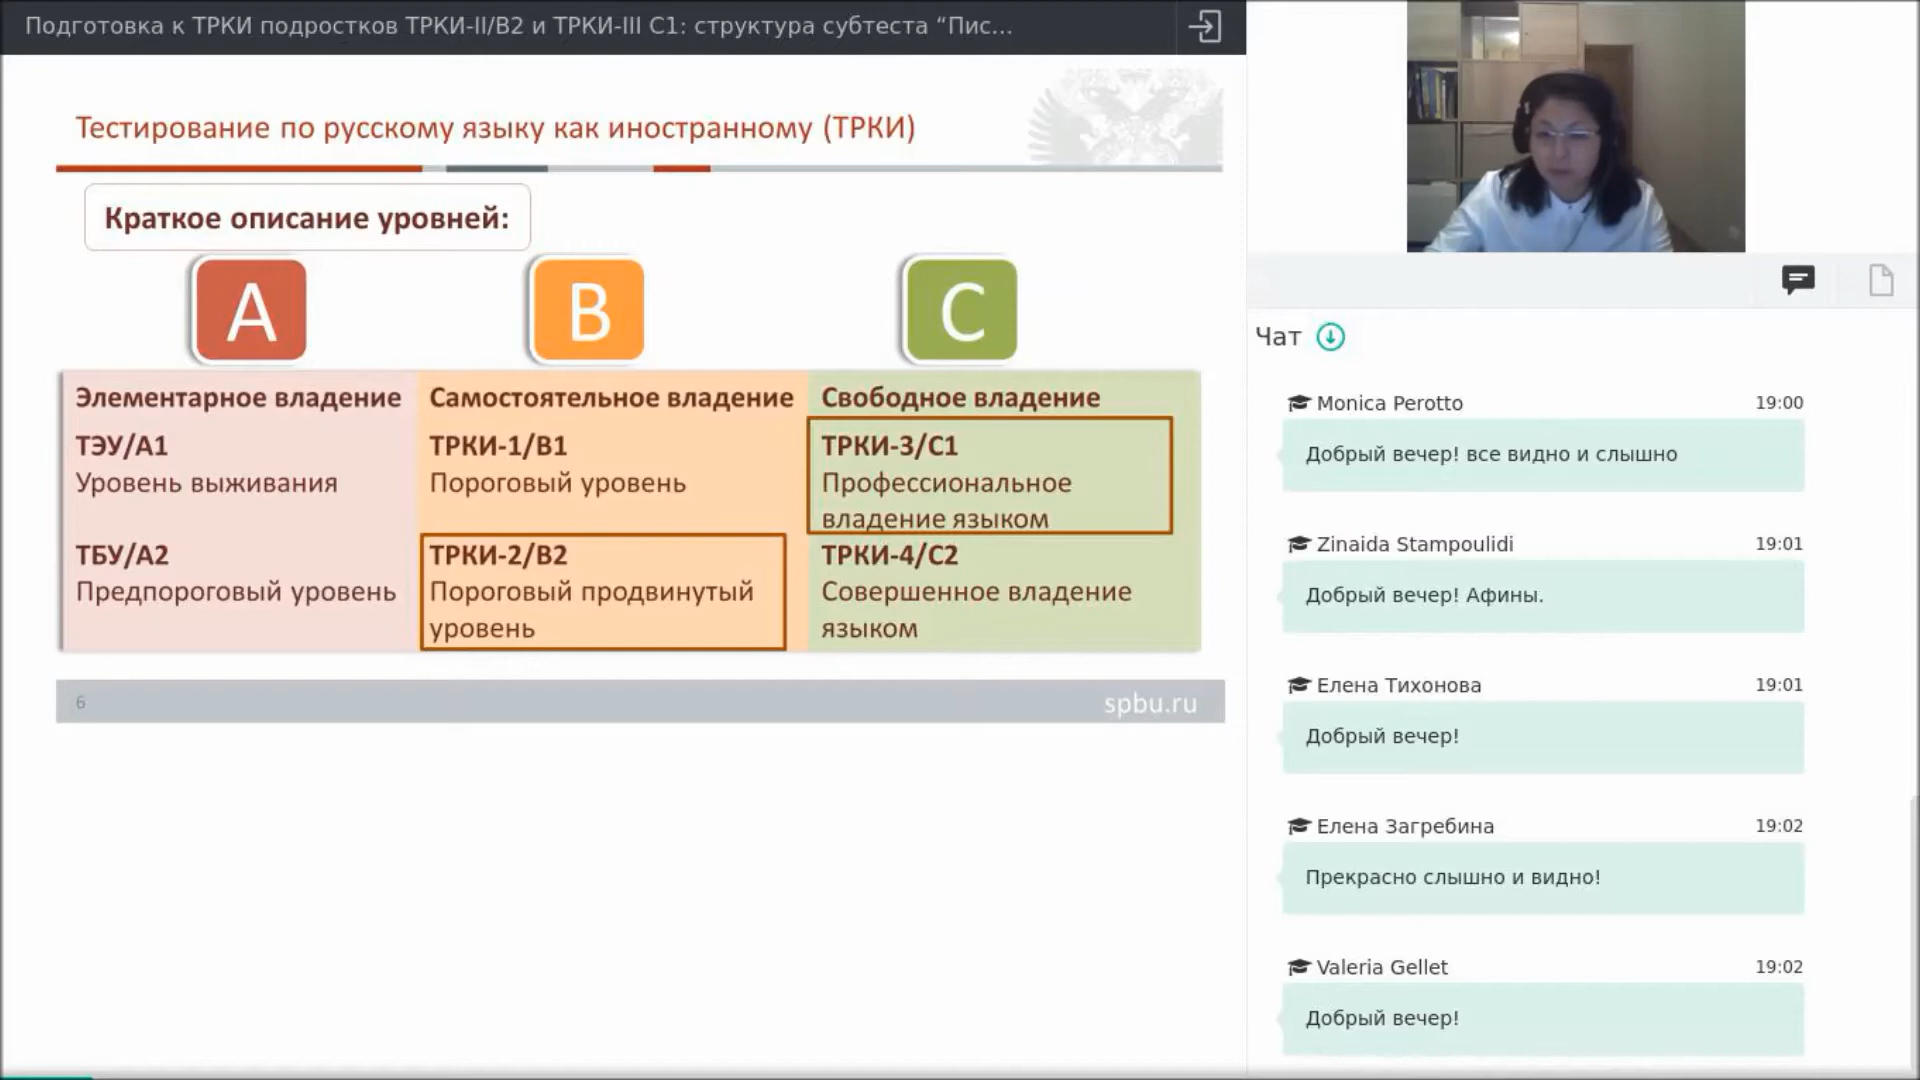 Подготовка к ТРКИ подростков ТРКИ-II/B2 и ТРКИ-III C1: структура субтеста “Пис...
Тестирование по русскому языку как иностранному (ТРКИ)
Краткое описание уровней:
A
B
C
Элементарное владение
ТЭУ/А1
Уровень выживания
ТБУ/А2
Предпороговый уровень
Самостоятельное владение
ТРКИ-1/В1
Пороговый уровень
ТРКИ-2/В2
Пороговый продвинутый
уровень
Свободное владение
ТРКИ-3/С1
Профессиональное
владение языком
ТРКИ-4/С2
Совершенное владение
языком
6
spbu.ru
Чат
Monica Perotto 19:00
Добрый вечер! все видно и слышно
Zinaida Stampoulidi 19:01
Добрый вечер! Афины.
Елена Тихонова 19:01
Добрый вечер!
Елена Загребина 19:02
Прекрасно слышно и видно!
Valeria Gellet 19:02
Добрый вечер!